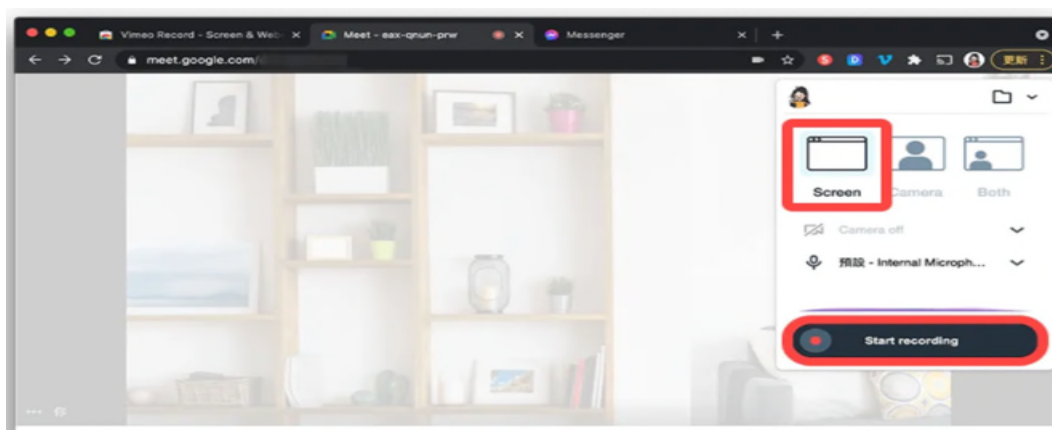 Vimeo Record - Screen & Web
Meet - eax-qnun-prw
Messenger
meet.google.com/
更新
Screen
Camera
Both
Camera off
預設 - Internal Microph...
Start recording